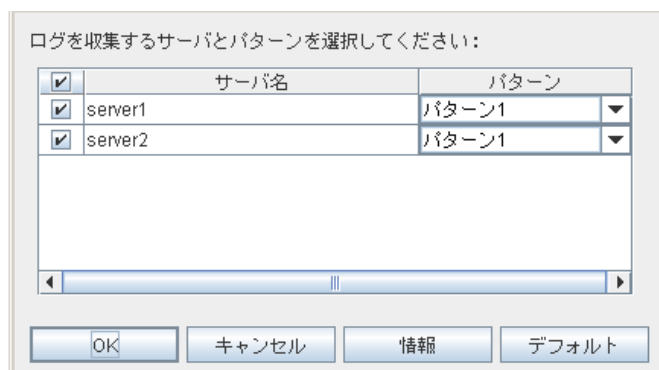 ログを収集するサーバとパターンを選択してください:
サーバ名 パターン
server1 パターン1
server2 パターン1
OK キャンセル 情報 デフォルト